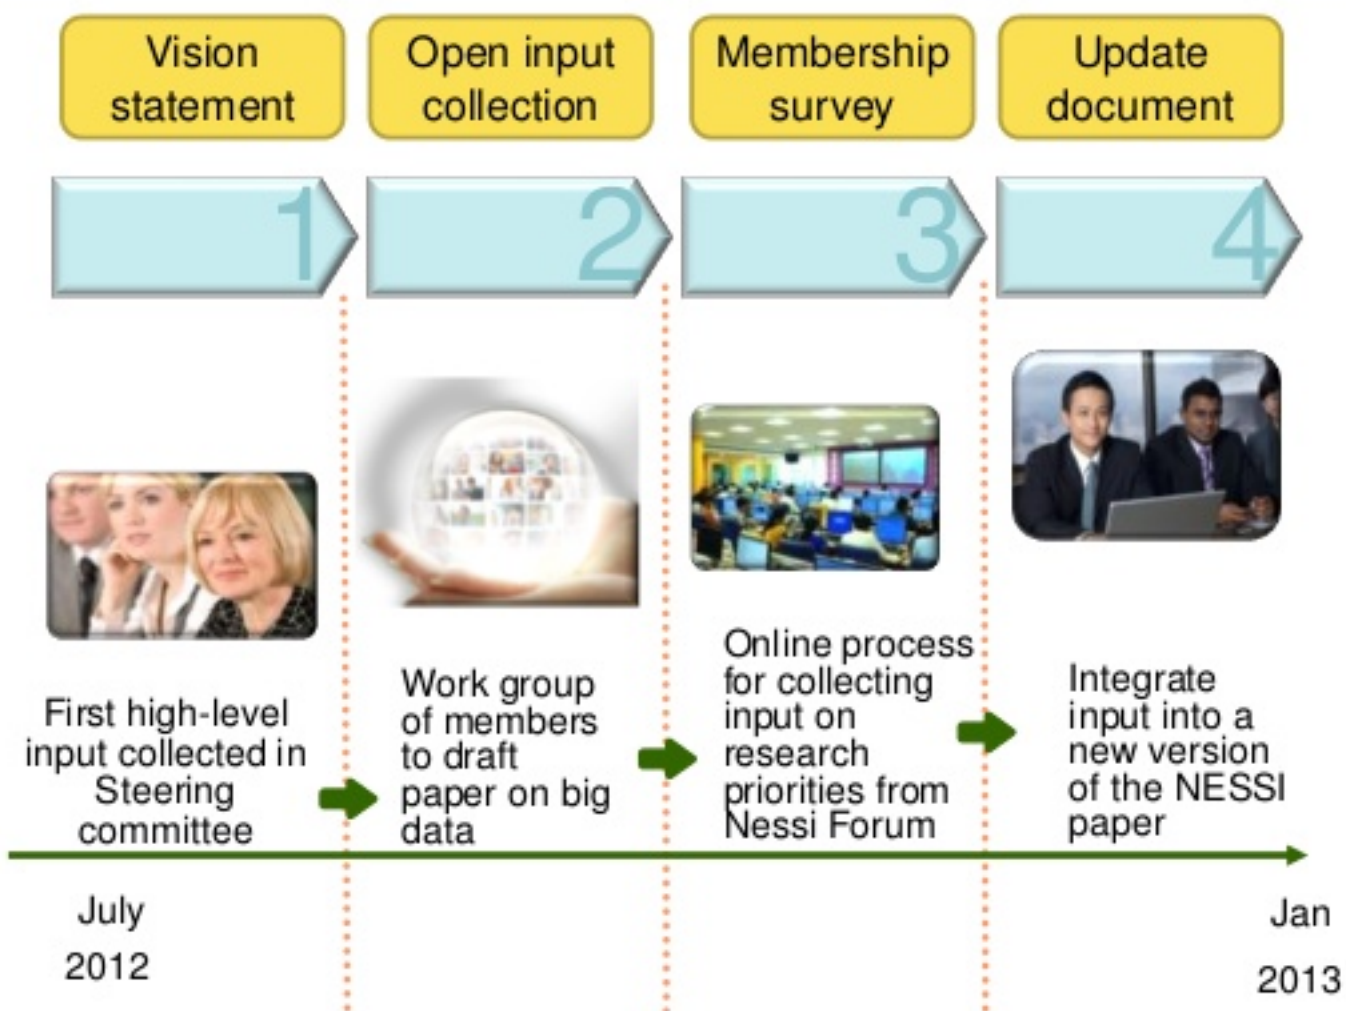 Vision
statement
Open input
collection
Membership
survey
Update
document
1
2
3
4
First high-level
input collected in
Steering
committee
Work group
of members
to draft
paper on big
data
Online process
for collecting
input on
research
priorities from
Nessi Forum
Integrate
input into a
new version
of the NESSI
paper
July
2012
Jan
2013